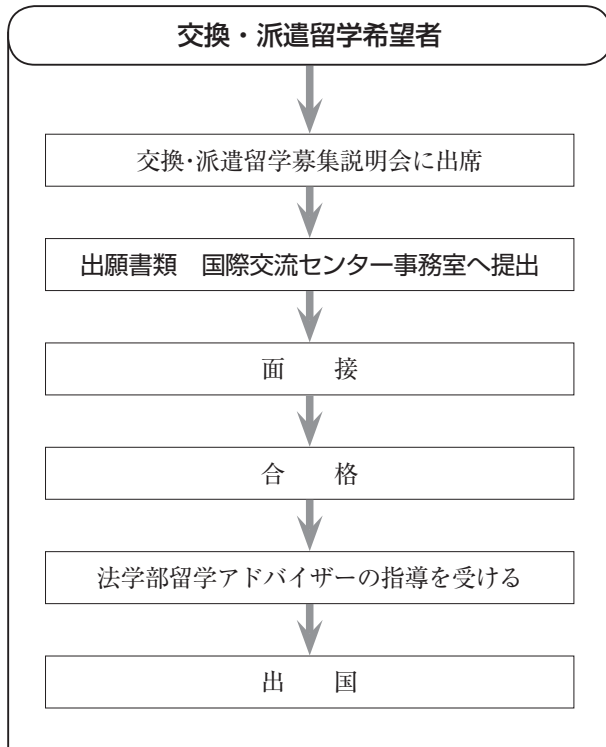 交換・派遣留学希望者
交換・派遣留学募集説明会に出席
出願書類　国際交流センター事務室へ提出
面　　接
合　　格
法学部留学アドバイザーの指導を受ける
出　　国